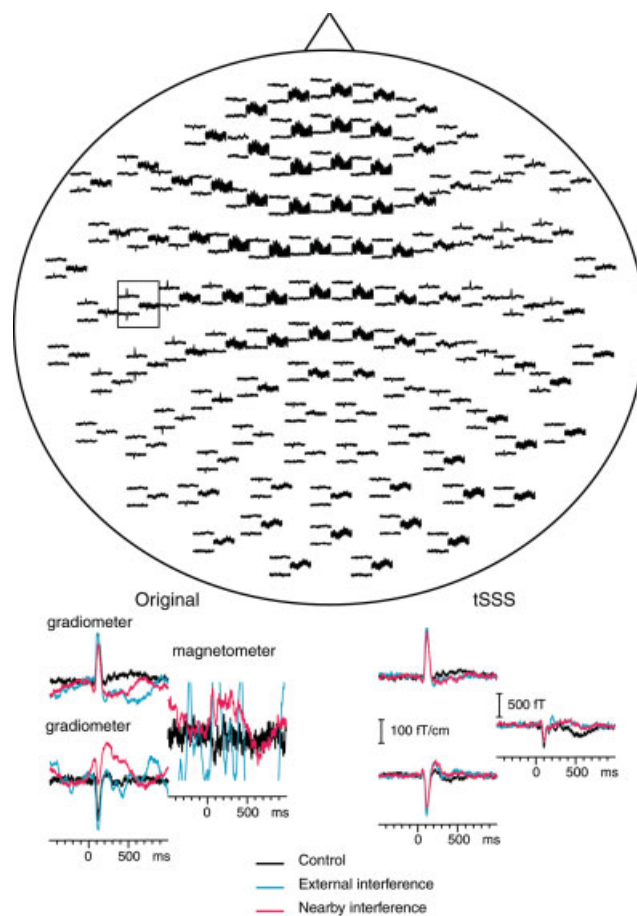 Original
tSSS
gradiometer
magnetometer
gradiometer
500 fT
100 fT/cm
0 500 ms
0 500 ms
0 500 ms
0 500 ms
Control
External interference
Nearby interference